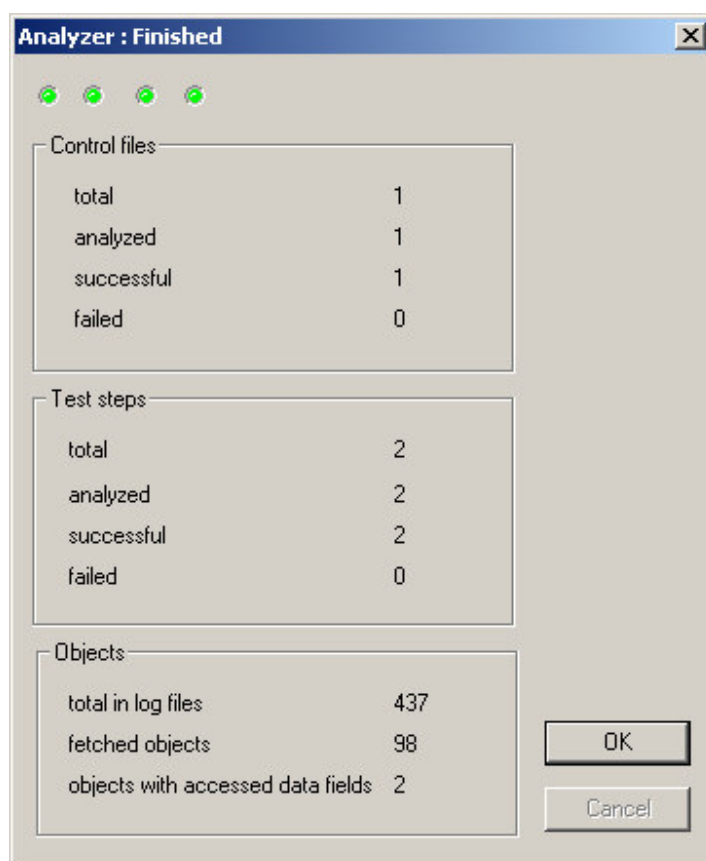 Analyzer : Finished
Control files
total 1
analyzed 1
successful 1
failed 0
Test steps
total 2
analyzed 2
successful 2
failed 0
Objects
total in log files 437
fetched objects 98
objects with accessed data fields 2
OK
Cancel